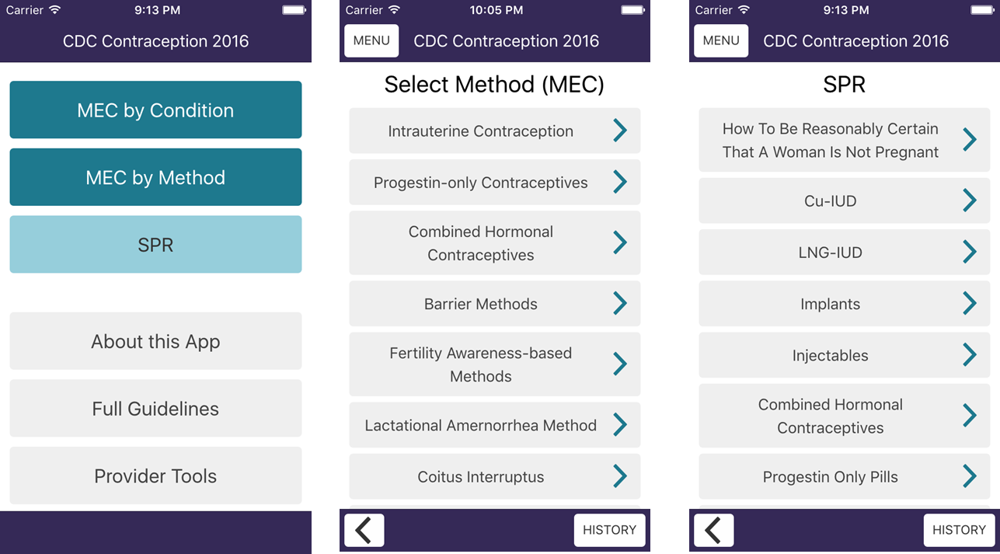 Carrier 9:13 PM
CDC Contraception 2016
MEC by Condition
MEC by Method
SPR
About this App
Full Guidelines
Provider Tools
Carrier 10:05 PM
MENU CDC Contraception 2016
Select Method (MEC)
Intrauterine Contraception
Progestin-only Contraceptives
Combined Hormonal
Contraceptives
Barrier Methods
Fertility Awareness-based
Methods
Lactational Amernorrhea Method
Coitus Interruptus
HISTORY
Carrier 9:13 PM
MENU CDC Contraception 2016
SPR
How To Be Reasonably Certain
That A Woman Is Not Pregnant
Cu-IUD
LNG-IUD
Implants
Injectables
Combined Hormonal
Contraceptives
Progestin Only Pills
HISTORY